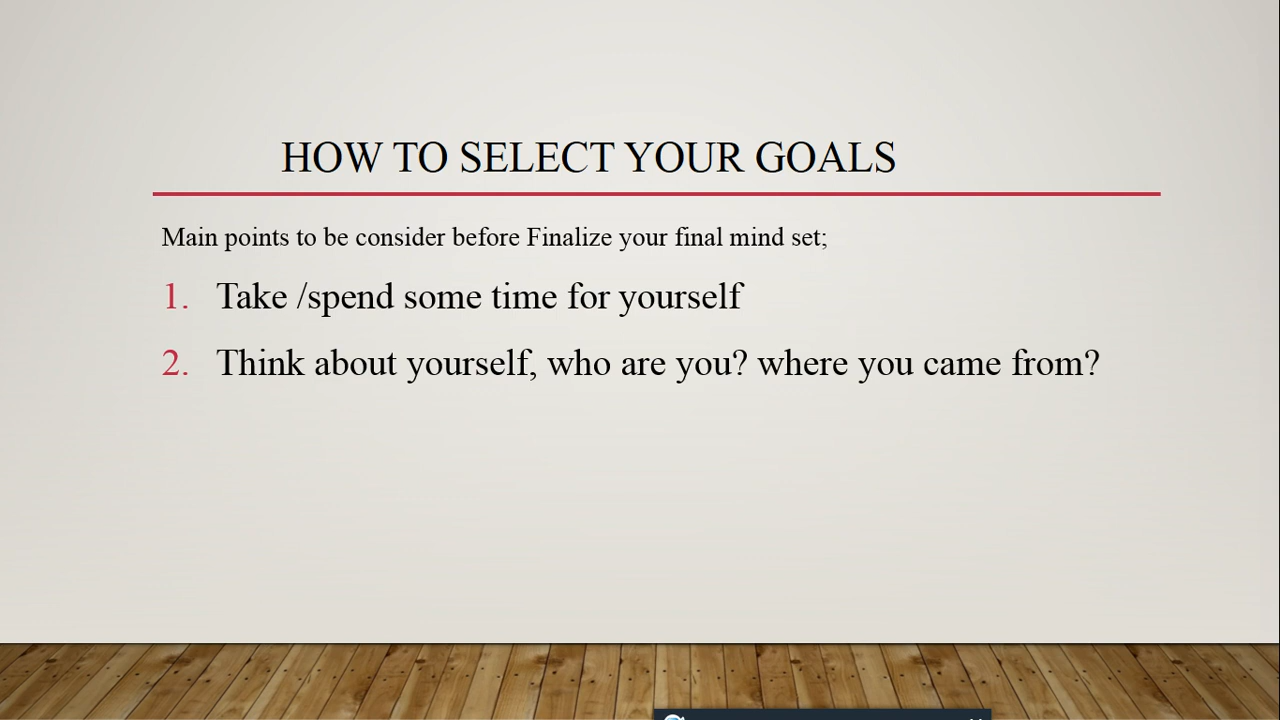 HOW TO SELECT YOUR GOALS
Main points to be consider before Finalize your final mind set;
1. Take /spend some time for yourself
2. Think about yourself, who are you? where you came from?